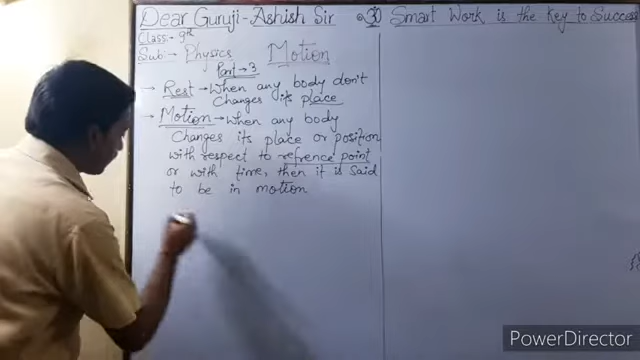 Dear Guruji - Ashish Sir ③ Smart Work is the Key to Success
Class:- 9th
Sub:- Physics Motion
Part → 3
→ Rest → When any body don't
Changes its place
→ Motion → When any body
Changes its place or position
with respect to refrence point
or with time, then it is said
to be in motion
PowerDirector